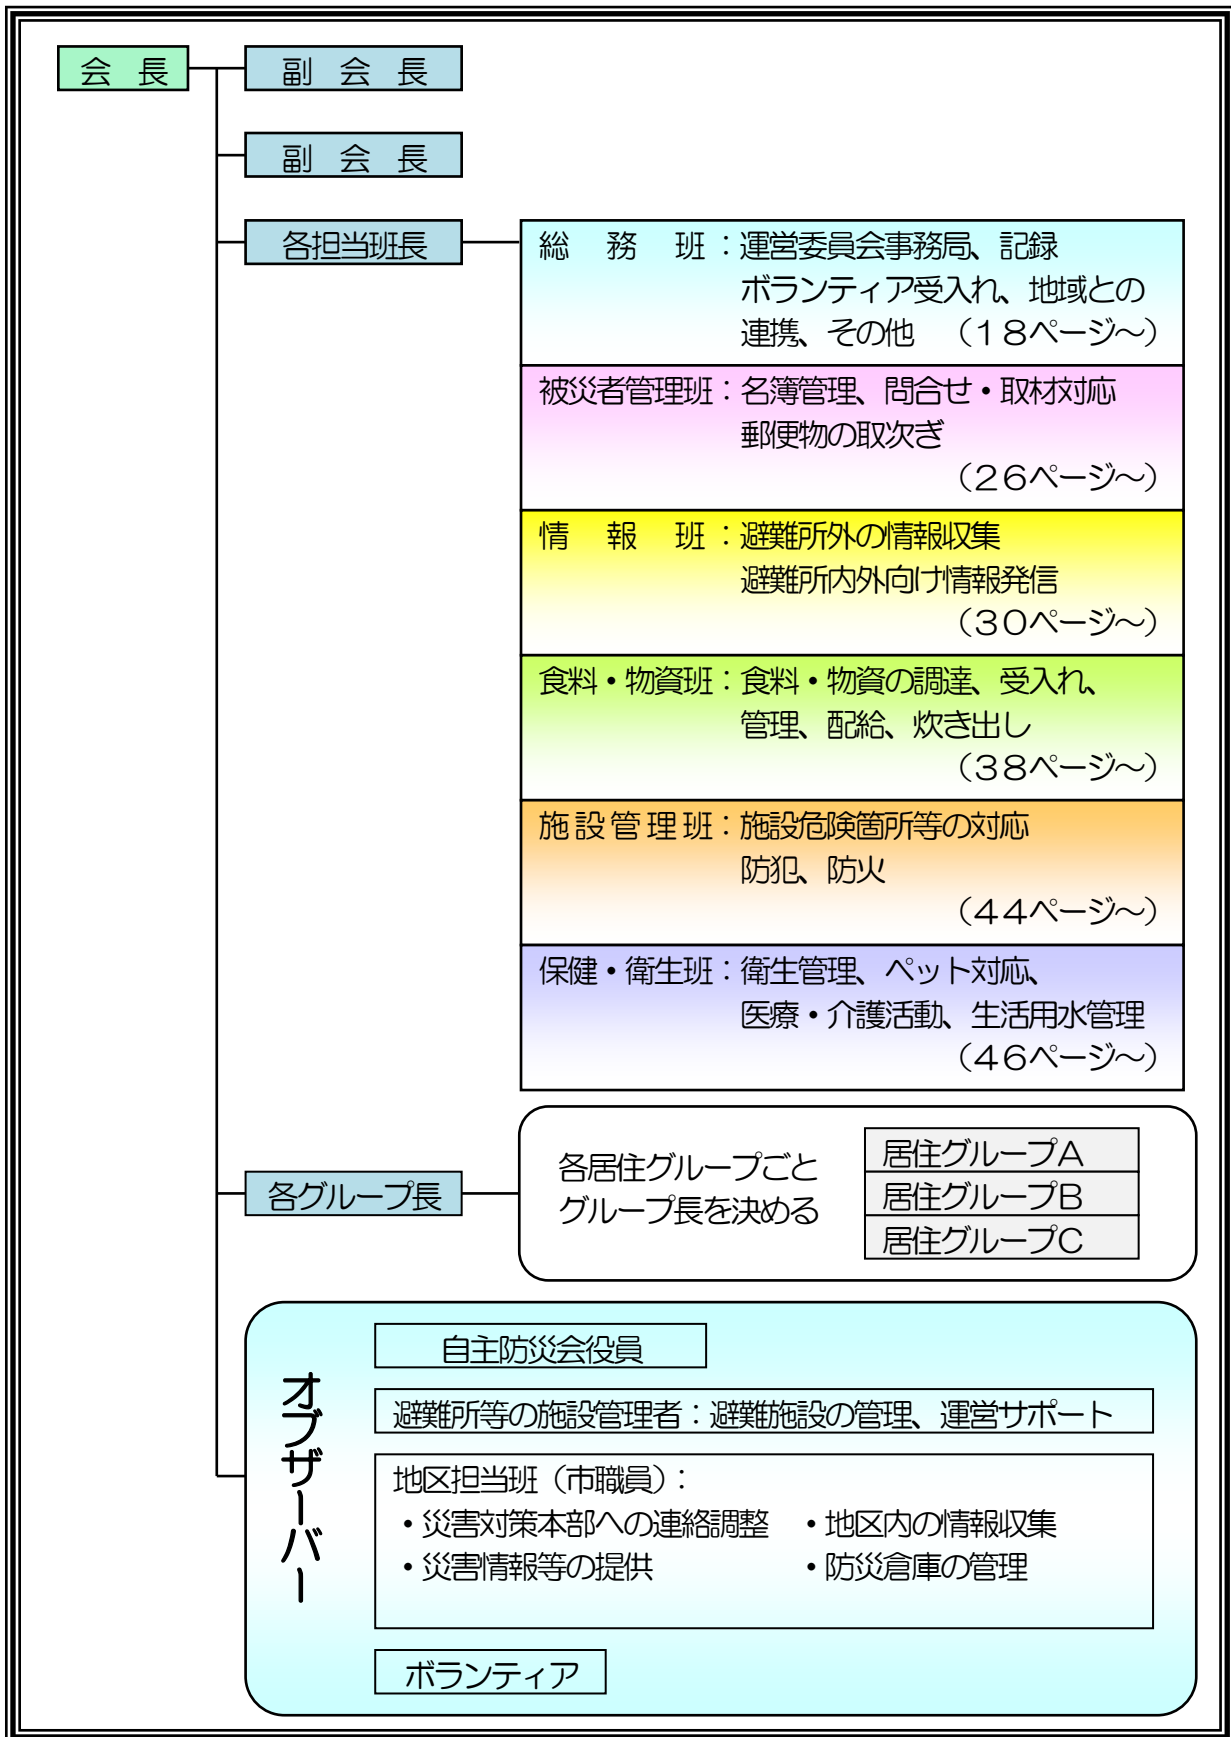 会　長
副　会　長
副　会　長
各担当班長
総　務　班：運営委員会事務局、記録
ボランティア受入れ、地域との
連携、その他　（１８ページ～）
被災者管理班：名簿管理、問合せ・取材対応
郵便物の取次ぎ
（２６ページ～）
情　報　班：避難所外の情報収集
避難所内外向け情報発信
（３０ページ～）
食料・物資班：食料・物資の調達、受入れ、
管理、配給、炊き出し
（３８ページ～）
施設管理班：施設危険箇所等の対応
防犯、防火
（４４ページ～）
保健・衛生班：衛生管理、ペット対応、
医療・介護活動、生活用水管理
（４６ページ～）
各グループ長
各居住グループごと
グループ長を決める
居住グループA
居住グループB
居住グループC
オブザーバー
自主防災会役員
避難所等の施設管理者：避難施設の管理、運営サポート
地区担当班（市職員）：
・災害対策本部への連絡調整　・地区内の情報収集
・災害情報等の提供　・防災倉庫の管理
ボランティア